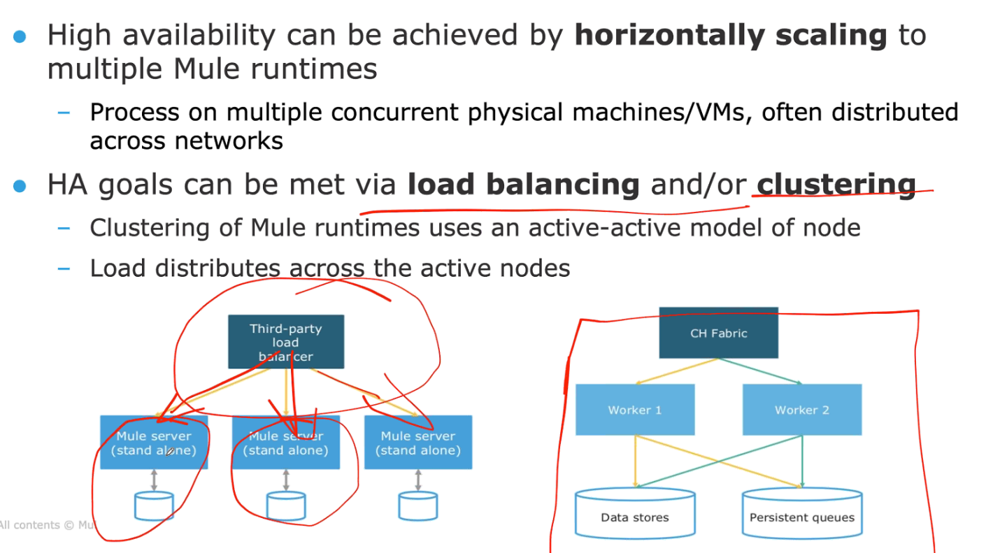 ● High availability can be achieved by horizontally scaling to
multiple Mule runtimes
– Process on multiple concurrent physical machines/VMs, often distributed
across networks
● HA goals can be met via load balancing and/or clustering
– Clustering of Mule runtimes uses an active-active model of node
– Load distributes across the active nodes
Third-party
load
balancer
Mule server
(stand alone)
Mule server
(stand alone)
Mule server
(stand alone)
CH Fabric
Worker 1
Worker 2
Data stores
Persistent queues
All contents © Mul